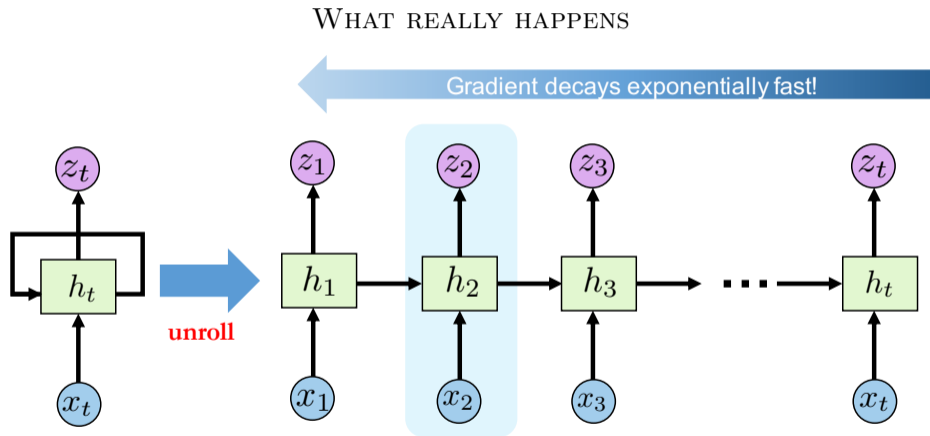 WHAT REALLY HAPPENS
Gradient decays exponentially fast!
z_t
z_1
z_2
z_3
z_t
h_t
h_1
h_2
h_3
....
h_t
unroll
x_t
x_1
x_2
x_3
x_t